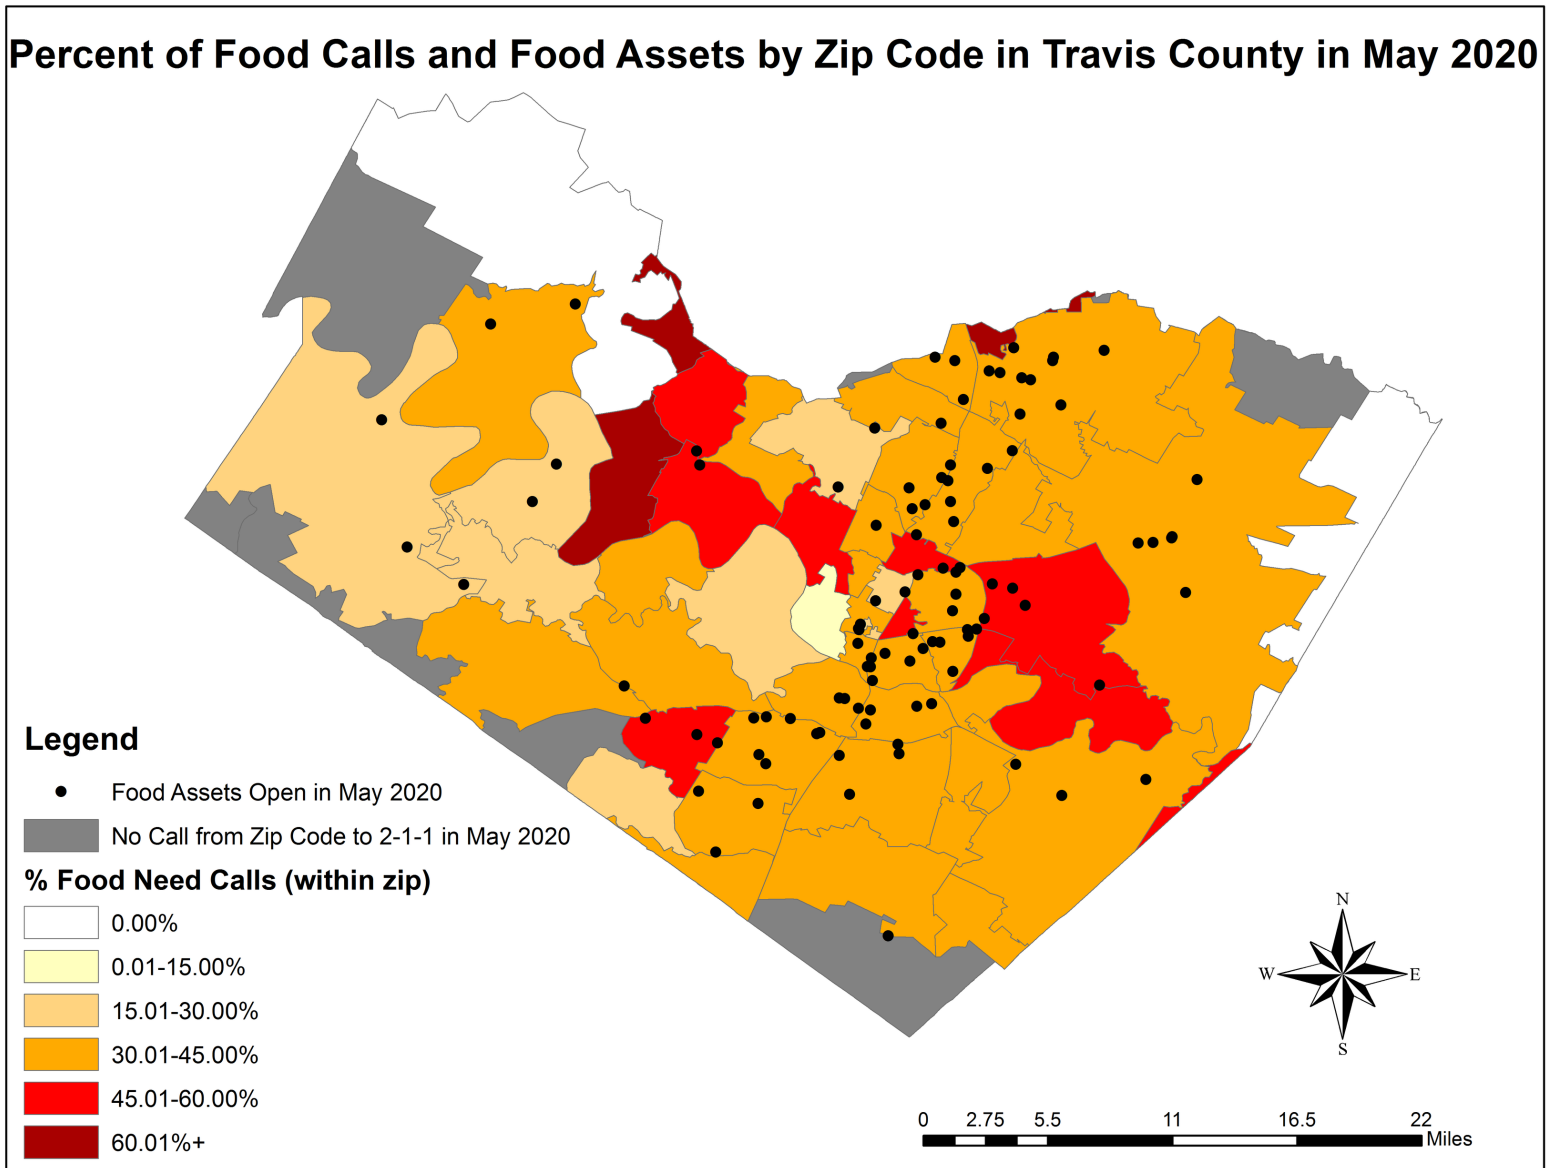 Percent of Food Calls and Food Assets by Zip Code in Travis County in May 2020
Legend
Food Assets Open in May 2020
No Call from Zip Code to 2-1-1 in May 2020
% Food Need Calls (within zip)
0.00%
0.01-15.00%
15.01-30.00%
30.01-45.00%
45.01-60.00%
60.01%+
N
W E
S
0 2.75 5.5 11 16.5 22
Miles